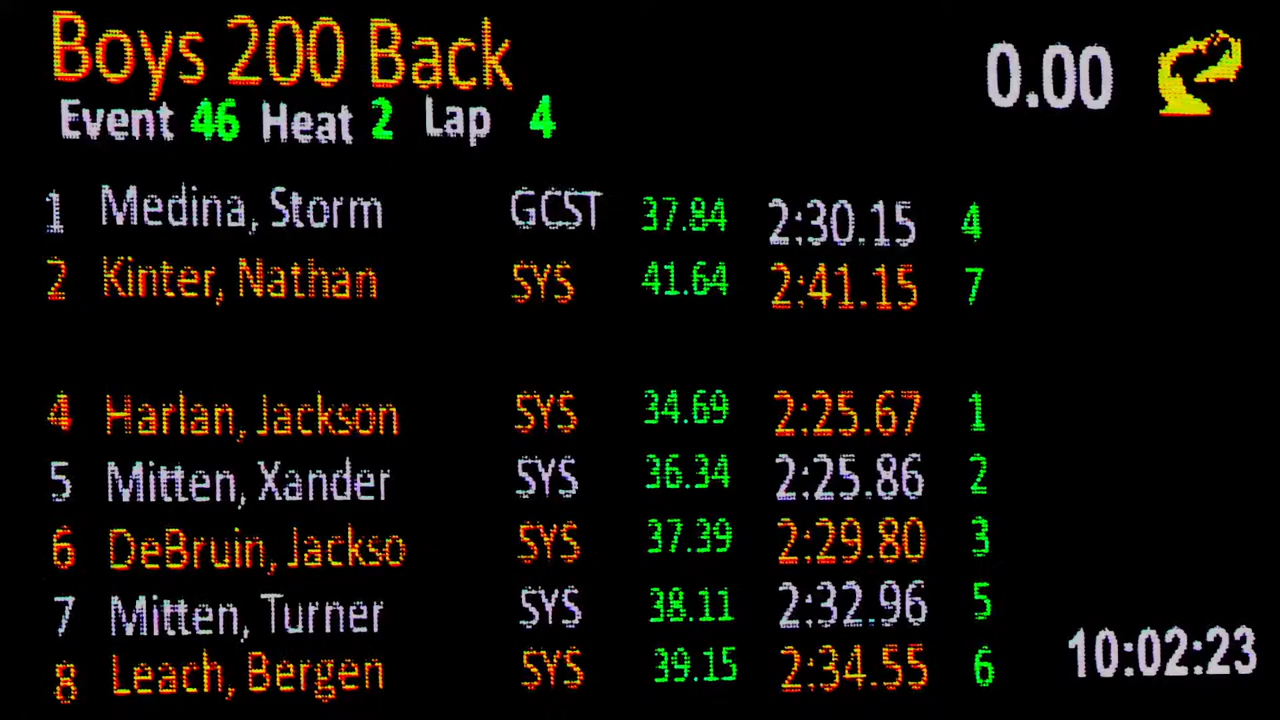 Boys 200 Back
0.00
Event 46 Heat 2 Lap 4
1 Medina, Storm GCST 37.84 2:30.15 4
2 Kinter, Nathan SYS 41.64 2:41.15 7
4 Harlan, Jackson SYS 34.69 2:25.67 1
5 Mitten, Xander SYS 36.34 2:25.86 2
6 DeBruin, Jackso SYS 37.39 2:29.80 3
7 Mitten, Turner SYS 38.11 2:32.96 5
8 Leach, Bergen SYS 39.15 2:34.55 6
10:02:23